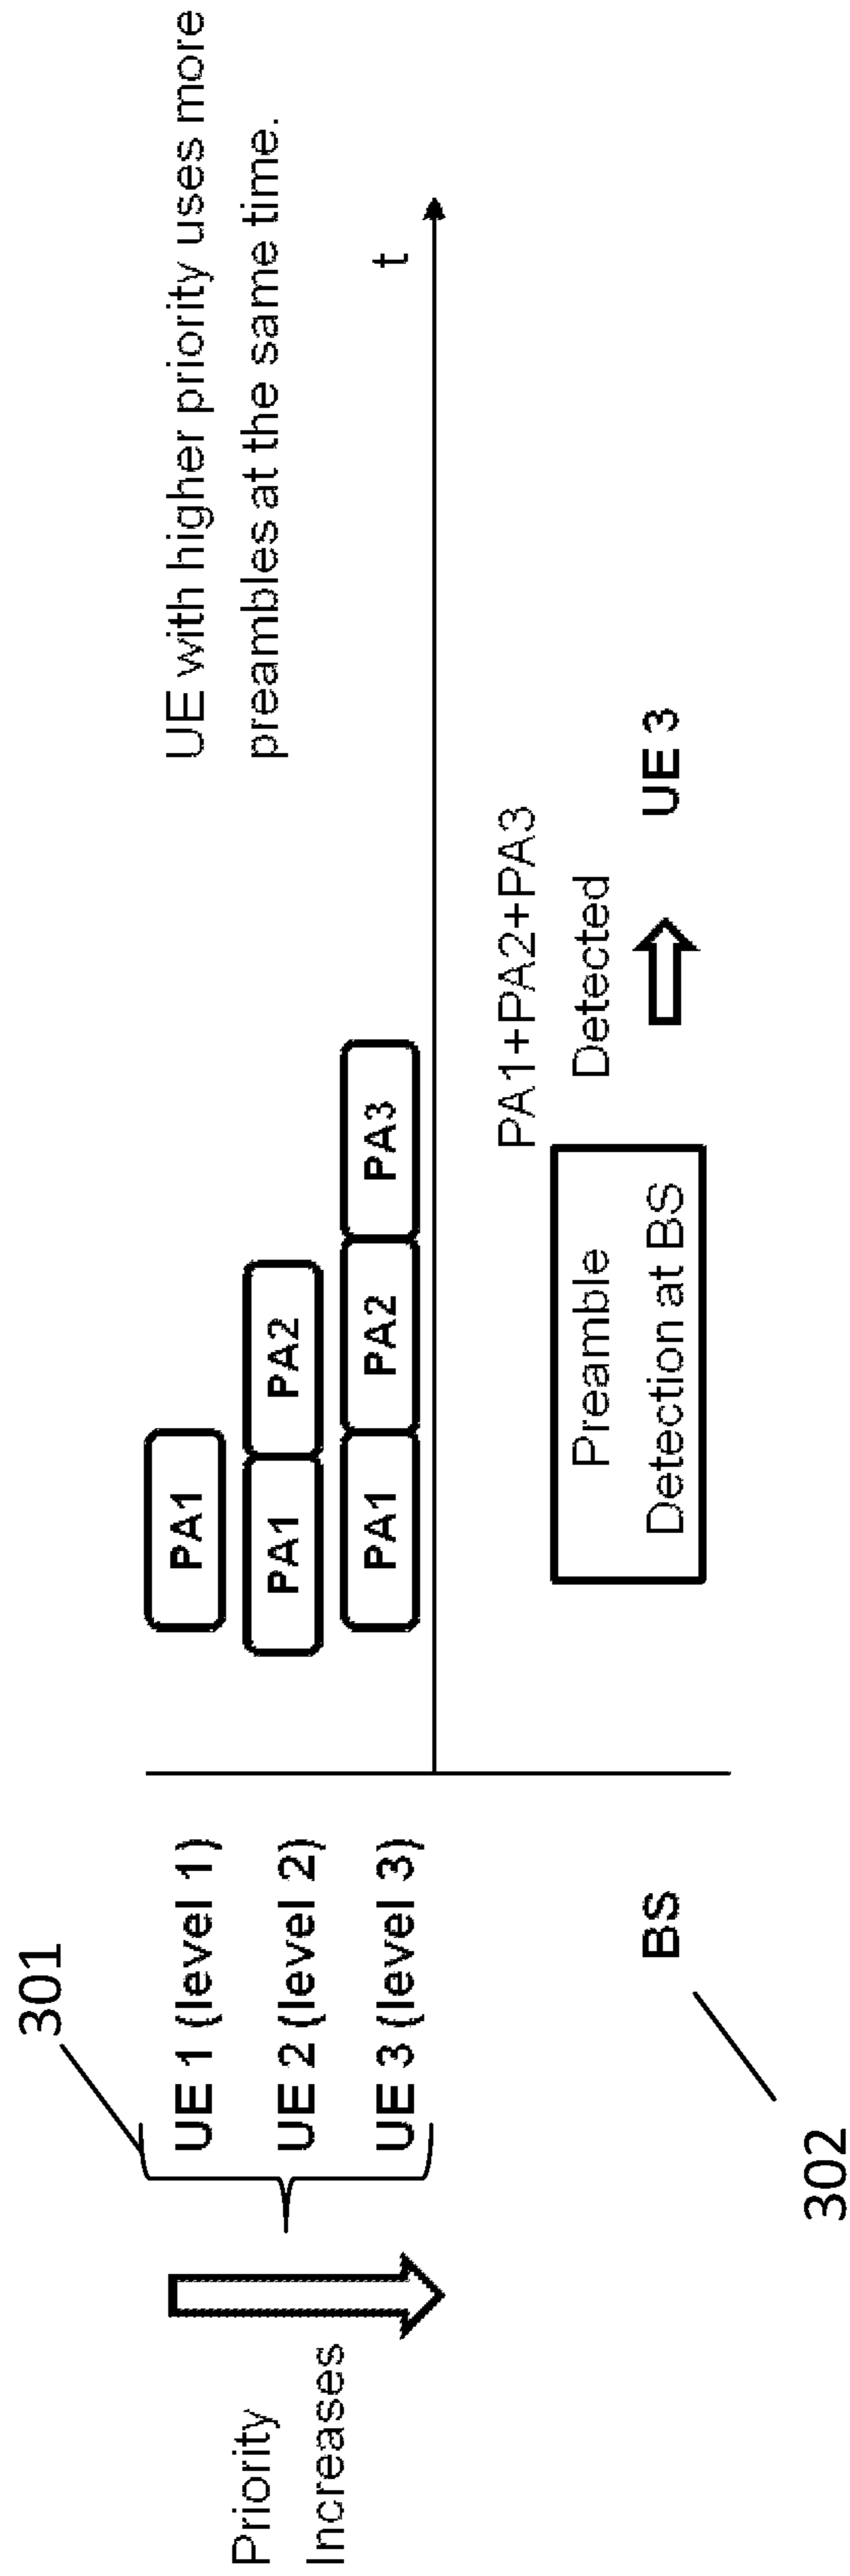 UE with higher priority uses more
preambles at the same time.
301
Priority
Increases
UE 1 (level 1)
PA1
UE 2 (level 2)
PA1 PA2
UE 3 (level 3)
PA1 PA2 PA3
t
BS
302
Preamble
Detection at BS
PA1+PA2+PA3
Detected
UE 3